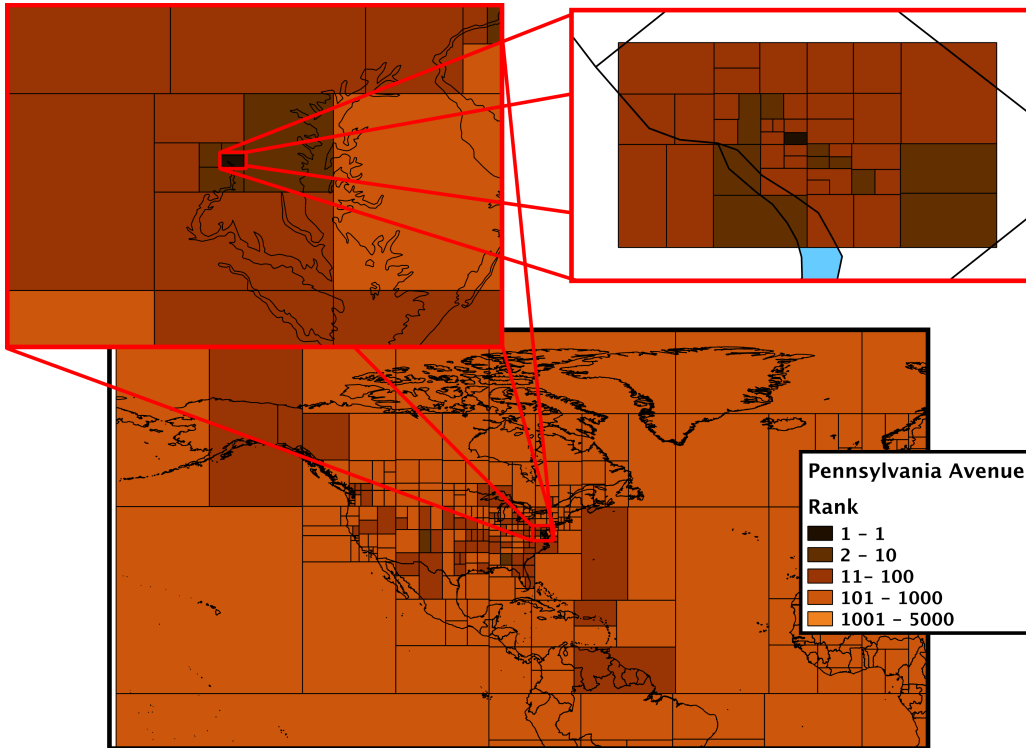 Pennsylvania Avenue
Rank
1 – 1
2 – 10
11– 100
101 – 1000
1001 – 5000